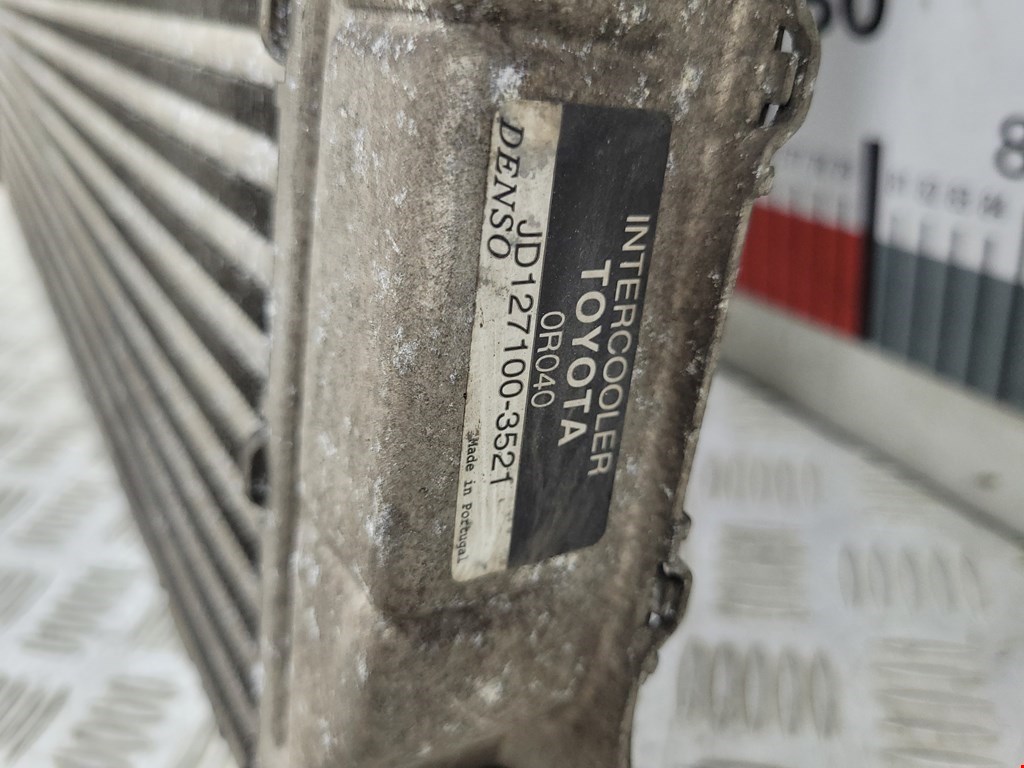 INTERCOOLER
TOYOTA
0R040
JD127100-3521
DENSO
Made in Portugal